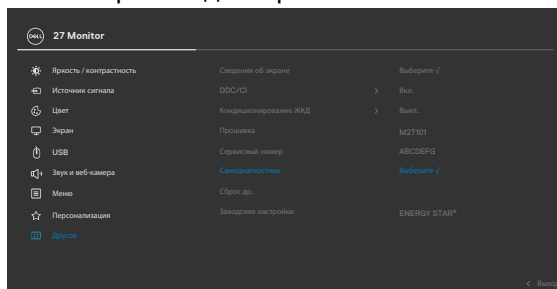 DELL 27 Monitor
Яркость / контрастность Сведения об экране Выберите √
Источник сигнала DDC/CI > Вкл.
Цвет Кондиционирование ЖКД > Выкл.
Экран Прошивка M2T101
USB Сервисный номер ABCDEFG
Звук и веб-камера Самодиагностика Выберите √
Меню Сброс др.
Персонализация Заводские настройки ENERGY STAR®
Другое
< Выход